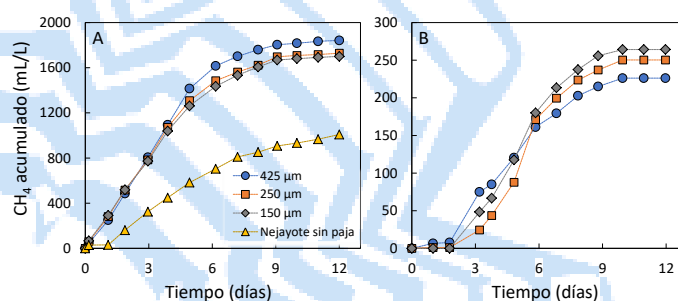 CH4 acumulado (mL/L)
2000
1600
1200
800
400
0
A
425 µm
250 µm
150 µm
Nejayote sin paja
0 3 6 9 12
Tiempo (días)
300
250
200
150
100
50
0
B
0 3 6 9 12
Tiempo (días)